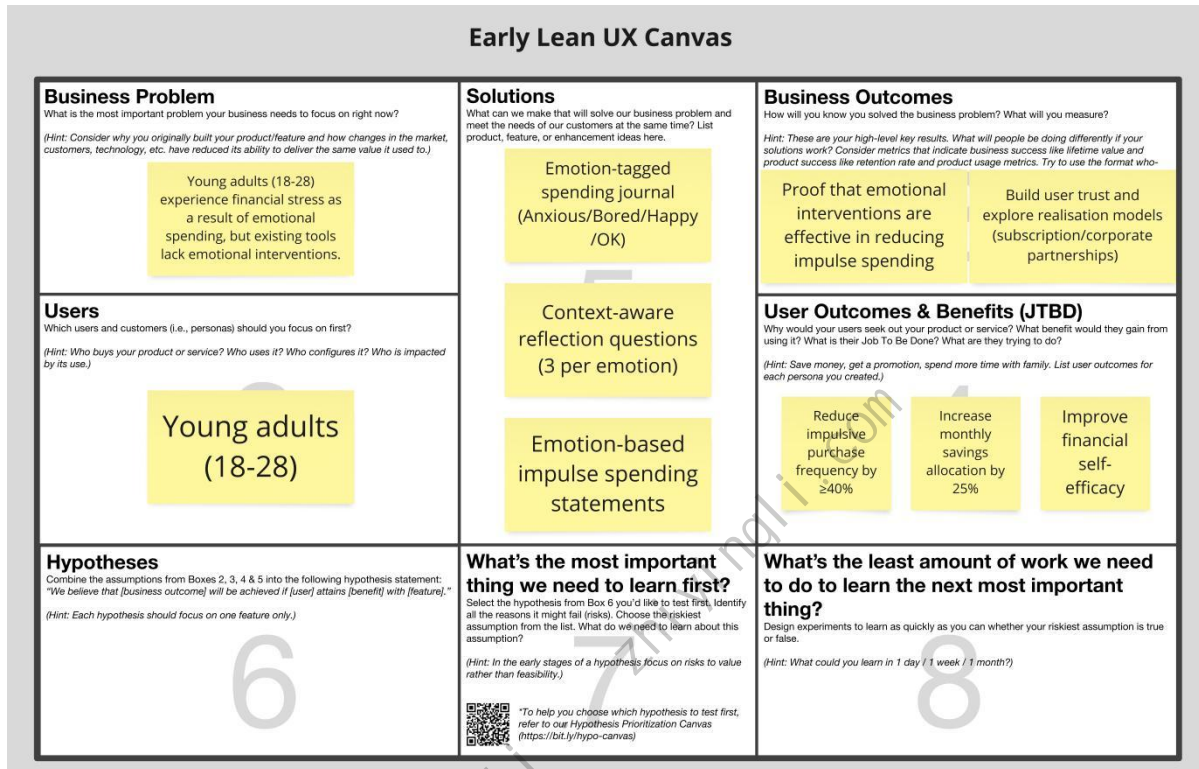 Early Lean UX Canvas
Business Problem
What is the most important problem your business needs to focus on right now?
(Hint: Consider why you originally built your product/feature and how changes in the market,
customers, technology, etc. have reduced its ability to deliver the same value it used to.)
Young adults (18-28)
experience financial stress as
a result of emotional
spending, but existing tools
lack emotional interventions.
Solutions
What can we make that will solve our business problem and
meet the needs of our customers at the same time? List
product, feature, or enhancement ideas here.
Emotion-tagged
spending journal
(Anxious/Bored/Happy
/OK)
Context-aware
reflection questions
(3 per emotion)
Emotion-based
impulse spending
statements
Business Outcomes
How will you know you solved the business problem? What will you measure?
Hint: These are your high-level key results. What will people be doing differently if your
solutions work? Consider metrics that indicate business success like lifetime value and
product success like retention rate and product usage metrics. Try to use the format who-
Proof that emotional
interventions are
effective in reducing
impulse spending
Build user trust and
explore realisation models
(subscription/corporate
partnerships)
Users
Which users and customers (i.e., personas) should you focus on first?
(Hint: Who buys your product or service? Who uses it? Who configures it? Who is impacted
by its use.)
Young adults
(18-28)
User Outcomes & Benefits (JTBD)
Why would your users seek out your product or service? What benefit would they gain from
using it? What is their Job To Be Done? What are they trying to do?
(Hint: Save money, get a promotion, spend more time with family. List user outcomes for
each persona you created.)
Reduce
impulsive
purchase
frequency by
≥40%
Increase
monthly
savings
allocation by
25%
Improve
financial
self-
efficacy
Hypotheses
Combine the assumptions from Boxes 2, 3, 4 & 5 into the following hypothesis statement:
"We believe that [business outcome] will be achieved if [user] attains [benefit] with [feature]."
(Hint: Each hypothesis should focus on one feature only.)
6
What's the most important
thing we need to learn first?
Select the hypothesis from Box 6 you'd like to test first. Identify
all the reasons it might fail (risks). Choose the riskiest
assumption from the list. What do we need to learn about this
assumption?
(Hint: In the early stages of a hypothesis focus on risks to value
rather than feasibility.)
7
*To help you choose which hypothesis to test first,
refer to our Hypothesis Prioritization Canvas
(https://bit.ly/hypo-canvas)
What's the least amount of work we need
to do to learn the next most important
thing?
Design experiments to learn as quickly as you can whether your riskiest assumption is true
or false.
(Hint: What could you learn in 1 day / 1 week / 1 month?)
8